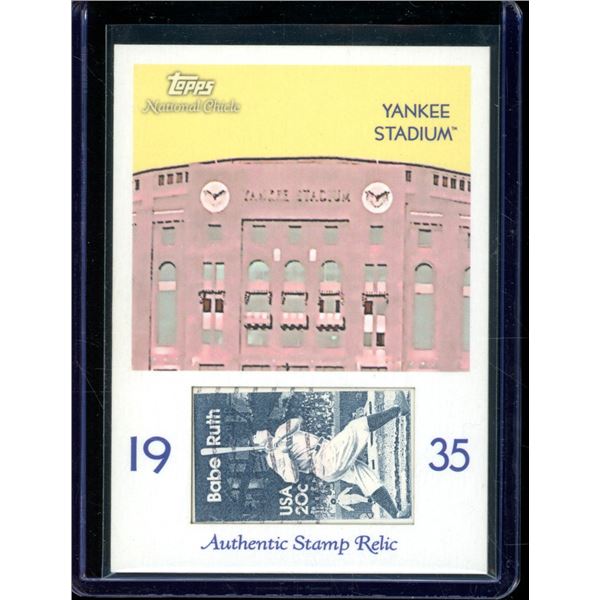 Topps
National Chicle
YANKEE
STADIUM™
YANKEE STADIUM
19
35
Babe Ruth
USA
20c
Authentic Stamp Relic